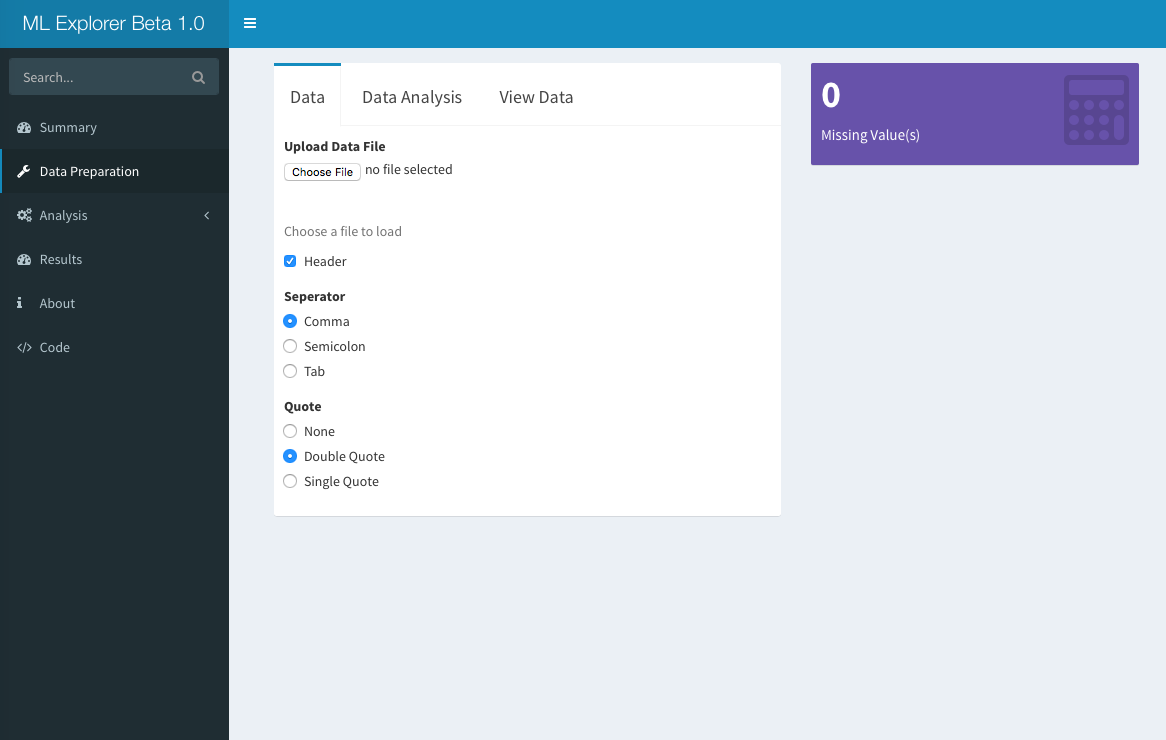 ML Explorer Beta 1.0
Search...
Summary
Data Preparation
Analysis
Results
About
Code
Data
Data Analysis
View Data
Upload Data File
Choose File no file selected
Choose a file to load
Header
Seperator
Comma
Semicolon
Tab
Quote
None
Double Quote
Single Quote
0
Missing Value(s)